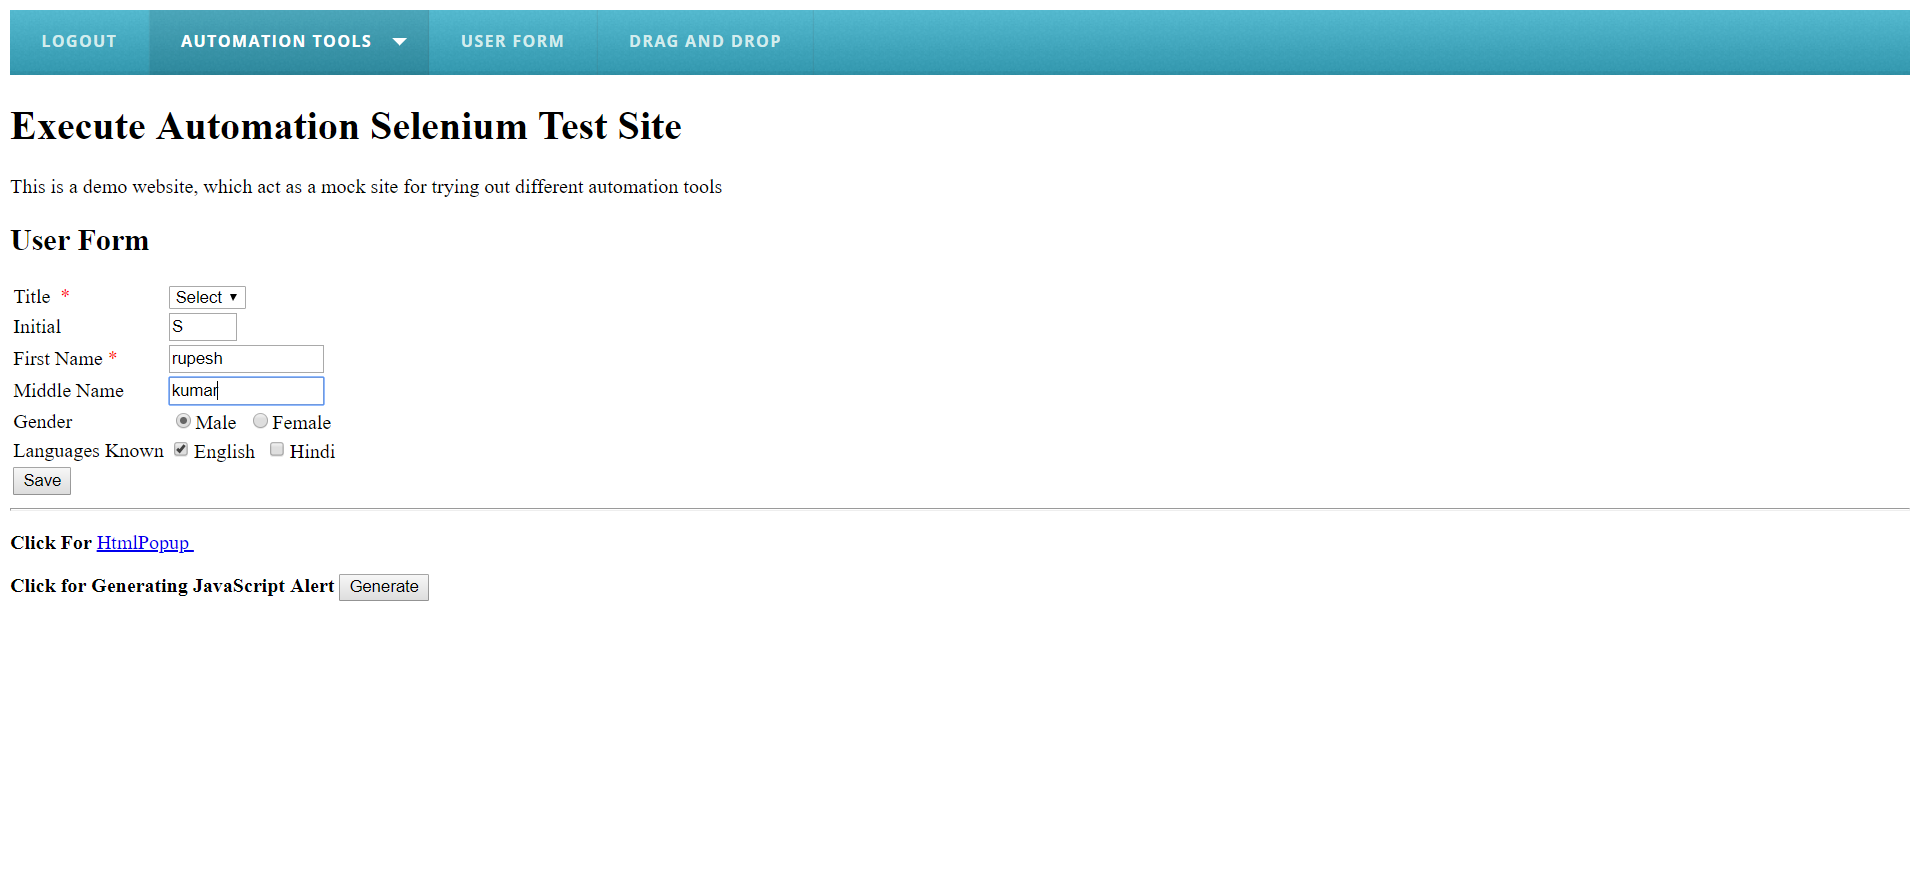 LOGOUT AUTOMATION TOOLS USER FORM DRAG AND DROP
Execute Automation Selenium Test Site
This is a demo website, which act as a mock site for trying out different automation tools
User Form
Title * Select
Initial S
First Name * rupesh
Middle Name kumar
Gender Male Female
Languages Known English Hindi
Save
Click For HtmlPopup
Click for Generating JavaScript Alert Generate